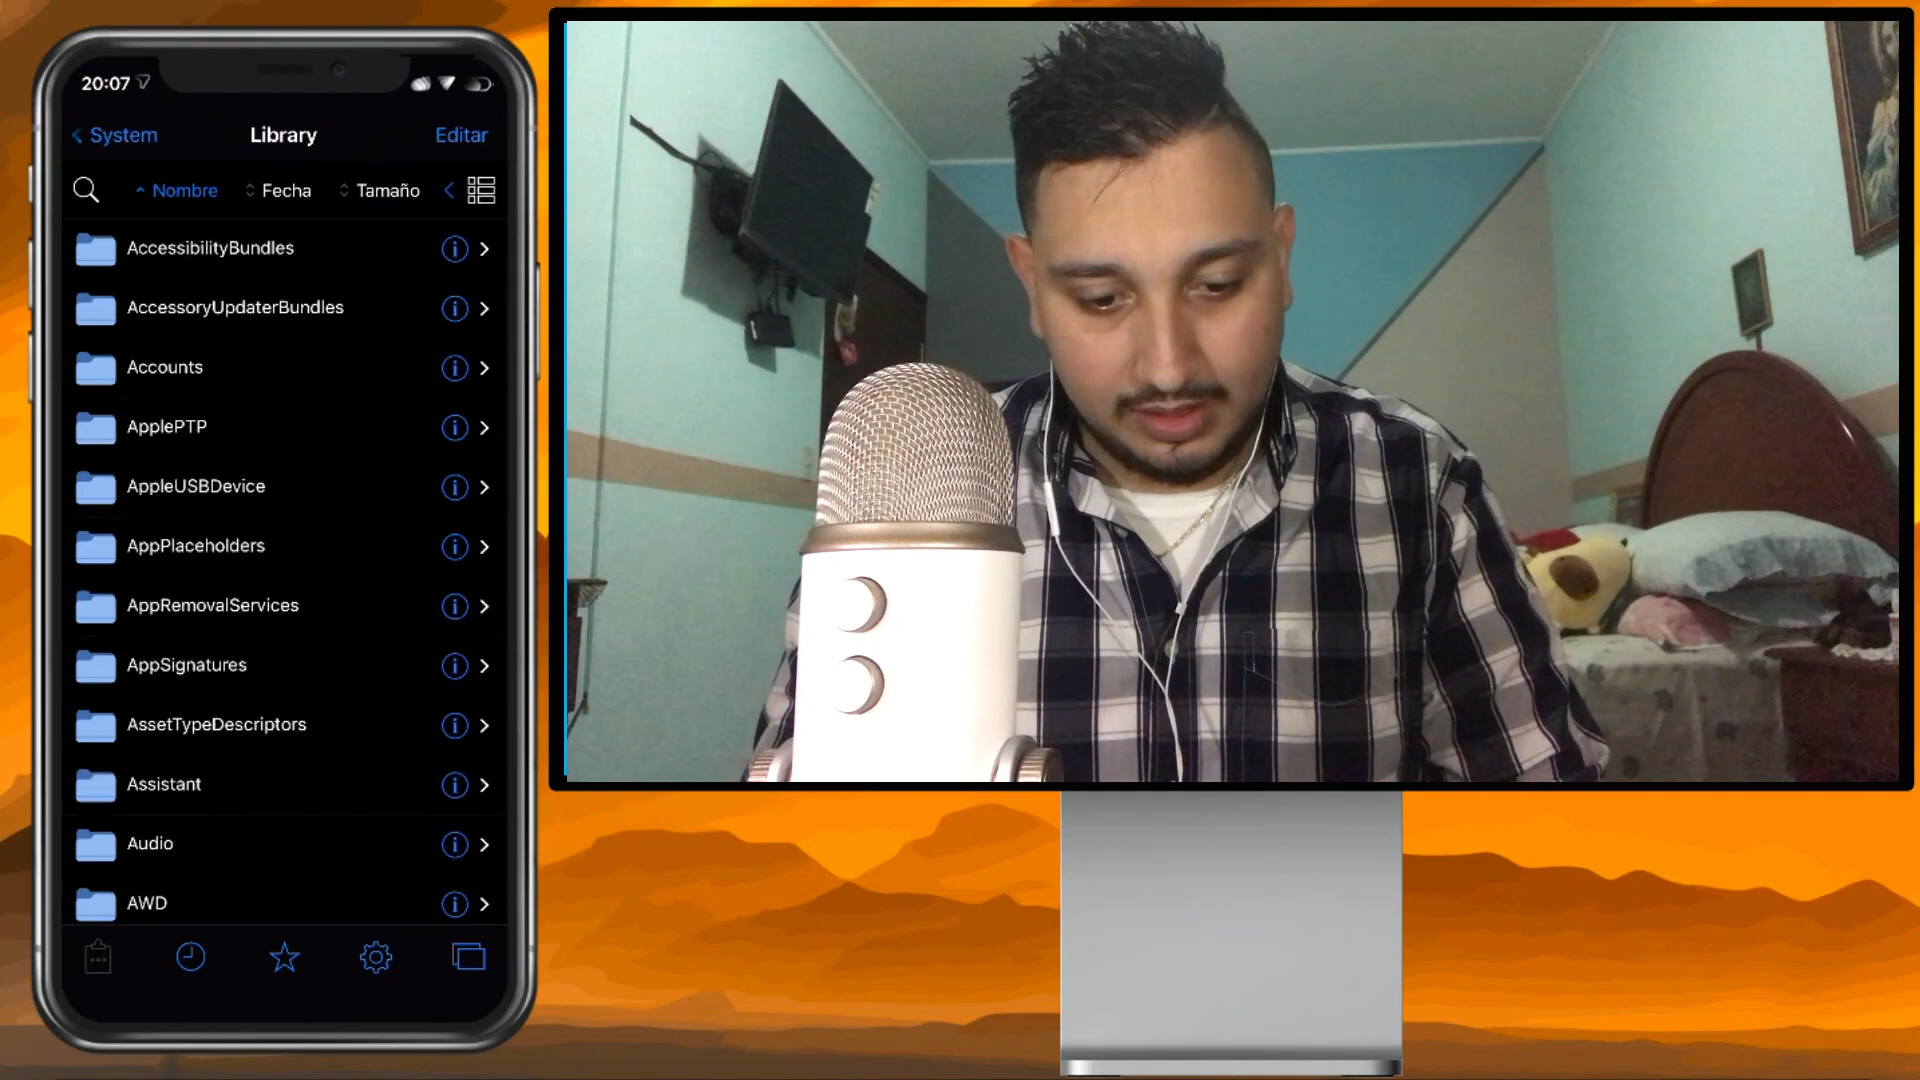 20:07
System Library Editar
Nombre Fecha Tamaño
AccessibilityBundles
AccessoryUpdaterBundles
Accounts
ApplePTP
AppleUSBDevice
AppPlaceholders
AppRemovalServices
AppSignatures
AssetTypeDescriptors
Assistant
Audio
AWD